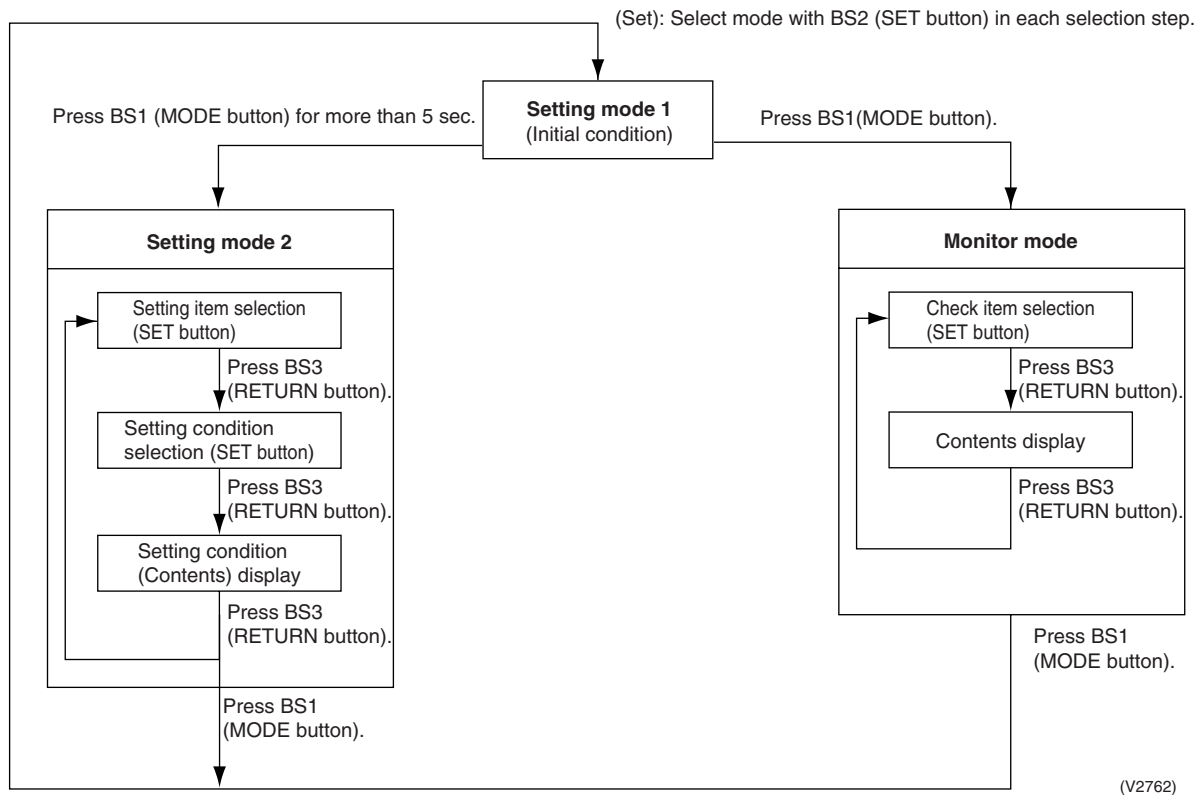 (Set): Select mode with BS2 (SET button) in each selection step.
Setting mode 1
(Initial condition)
Press BS1 (MODE button) for more than 5 sec.
Press BS1(MODE button).
Setting mode 2
Setting item selection
(SET button)
Press BS3
(RETURN button).
Setting condition
selection (SET button)
Press BS3
(RETURN button).
Setting condition
(Contents) display
Press BS3
(RETURN button).
Press BS1
(MODE button).
Monitor mode
Check item selection
(SET button)
Press BS3
(RETURN button).
Contents display
Press BS3
(RETURN button).
Press BS1
(MODE button).
(V2762)